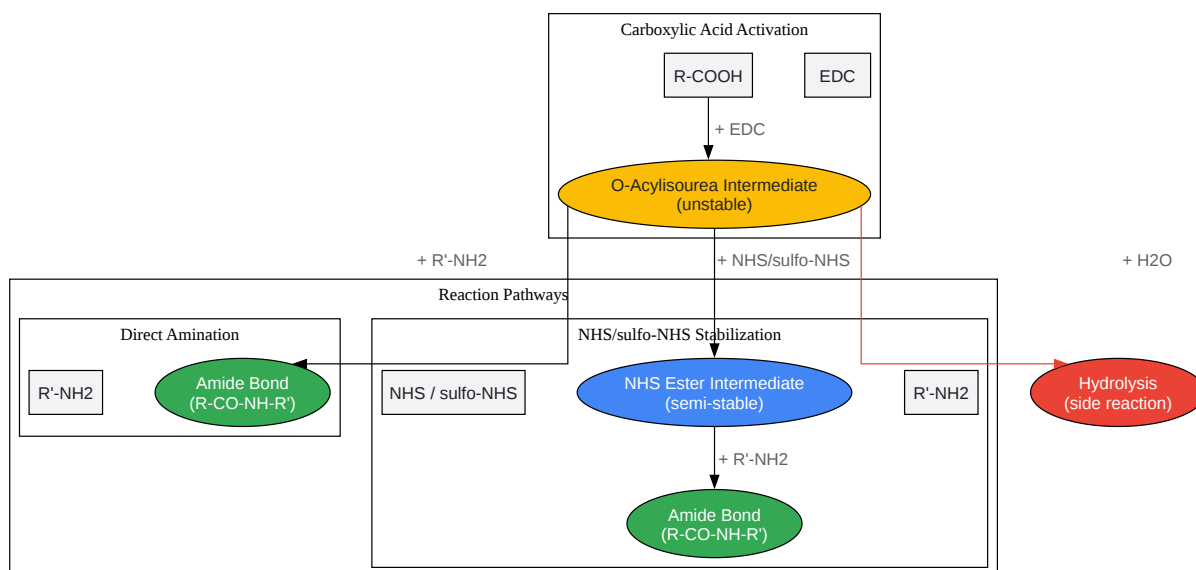 Carboxylic Acid Activation
R-COOH
EDC
+ EDC
O-Acylisourea Intermediate
(unstable)
+ R'-NH2
+ NHS/sulfo-NHS
+ H2O
Reaction Pathways
Direct Amination
NHS/sulfo-NHS Stabilization
R'-NH2
Amide Bond
(R-CO-NH-R')
NHS / sulfo-NHS
NHS Ester Intermediate
(semi-stable)
R'-NH2
Hydrolysis
(side reaction)
+ R'-NH2
Amide Bond
(R-CO-NH-R')